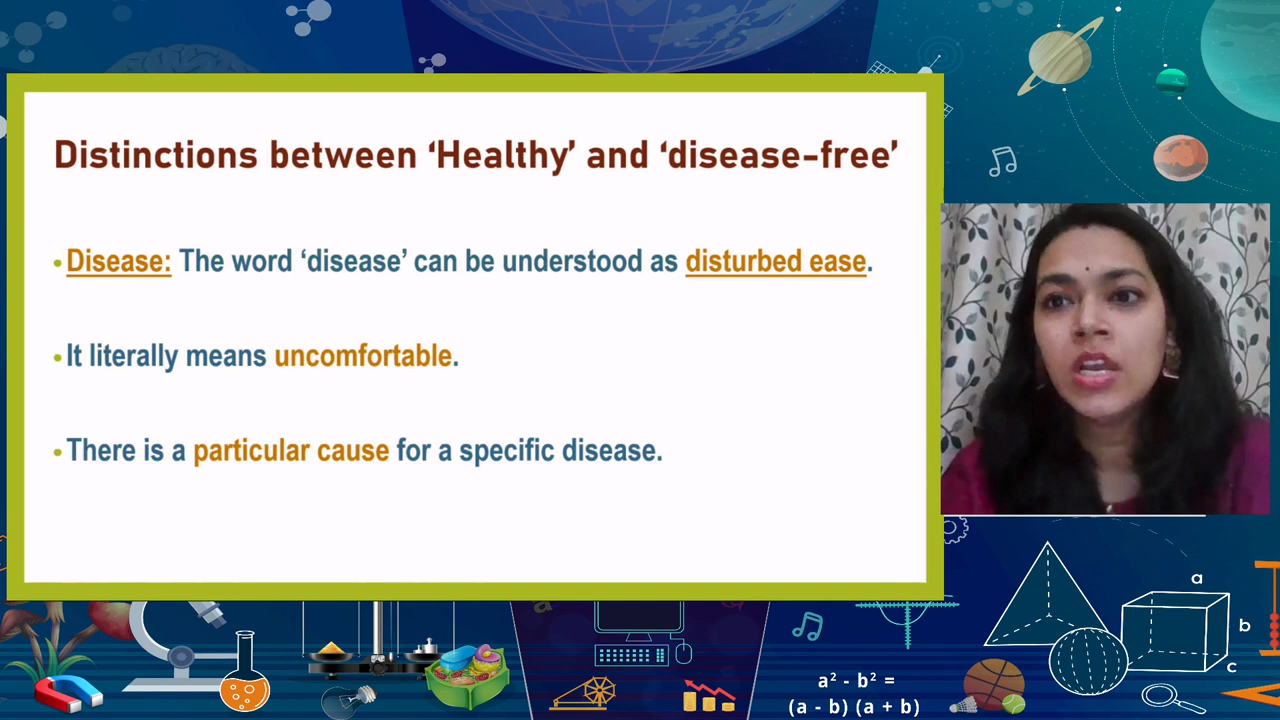 Distinctions between ‘Healthy’ and ‘disease-free’
• Disease: The word ‘disease’ can be understood as disturbed ease.
• It literally means uncomfortable.
• There is a particular cause for a specific disease.
a
b
c
a² - b² =
(a - b) (a + b)